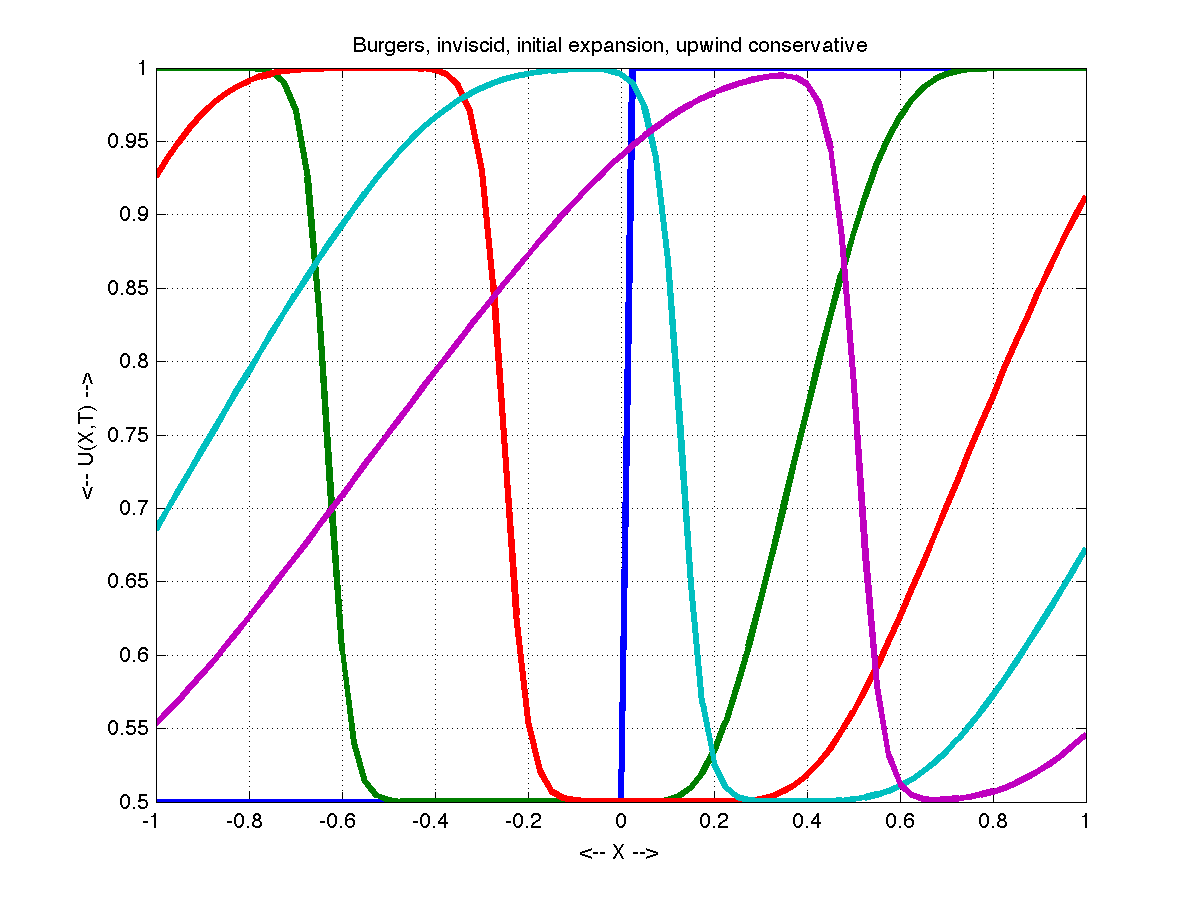 Burgers, inviscid, initial expansion, upwind conservative
1
0.95
0.9
0.85
0.8
0.75
0.7
0.65
0.6
0.55
0.5
<-- U(X,T) -->
-1 -0.8 -0.6 -0.4 -0.2 0 0.2 0.4 0.6 0.8 1
<-- X -->